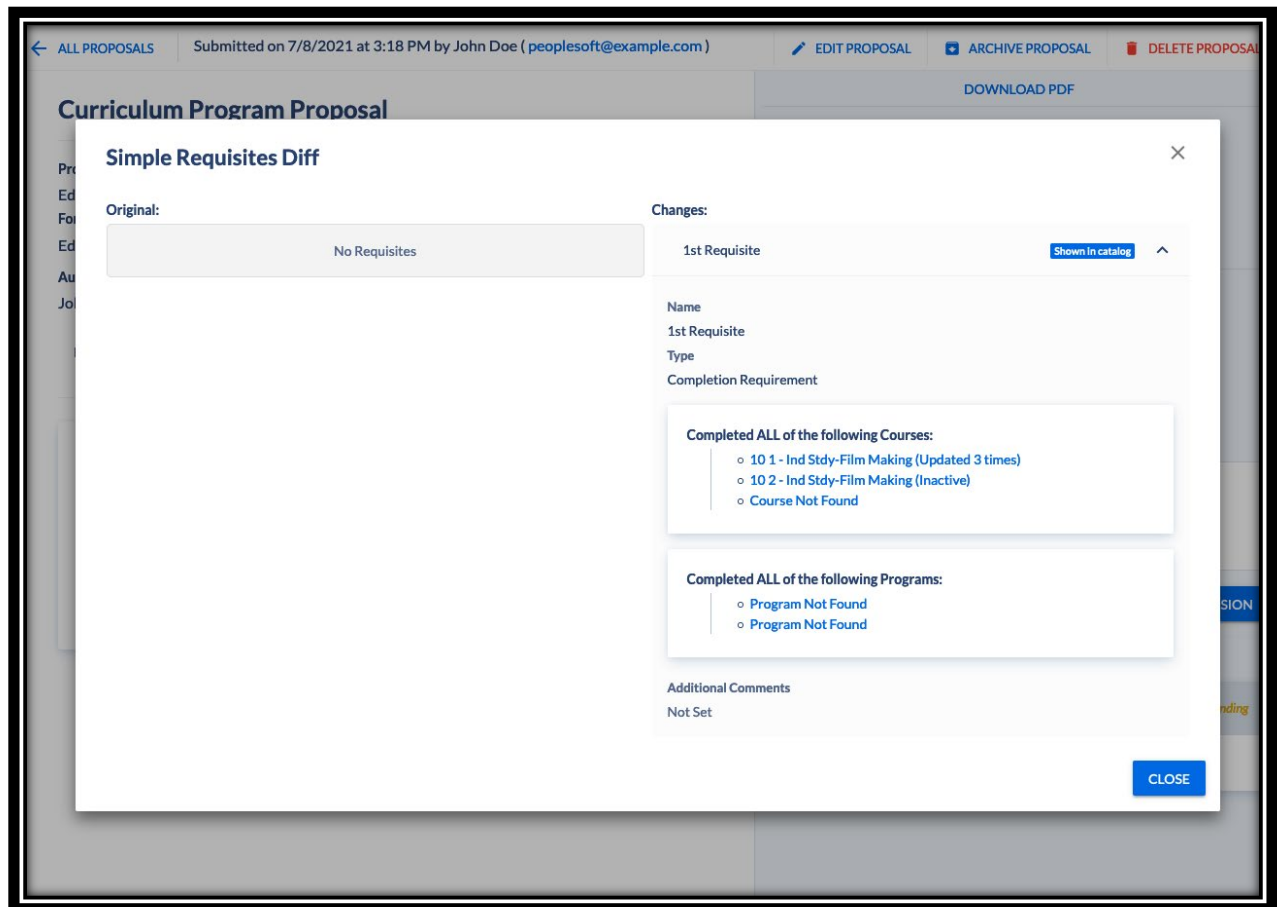 ALL PROPOSALS
Submitted on 7/8/2021 at 3:18 PM by John Doe ( peoplesoft@example.com )
EDIT PROPOSAL
ARCHIVE PROPOSAL
DELETE PROPOSAL
DOWNLOAD PDF
Curriculum Program Proposal
Simple Requisites Diff
Original:
No Requisites
Changes:
1st Requisite
Shown in catalog
Name
1st Requisite
Type
Completion Requirement
Completed ALL of the following Courses:
10 1 - Ind Stdy-Film Making (Updated 3 times)
10 2 - Ind Stdy-Film Making (Inactive)
Course Not Found
Completed ALL of the following Programs:
Program Not Found
Program Not Found
Additional Comments
Not Set
CLOSE